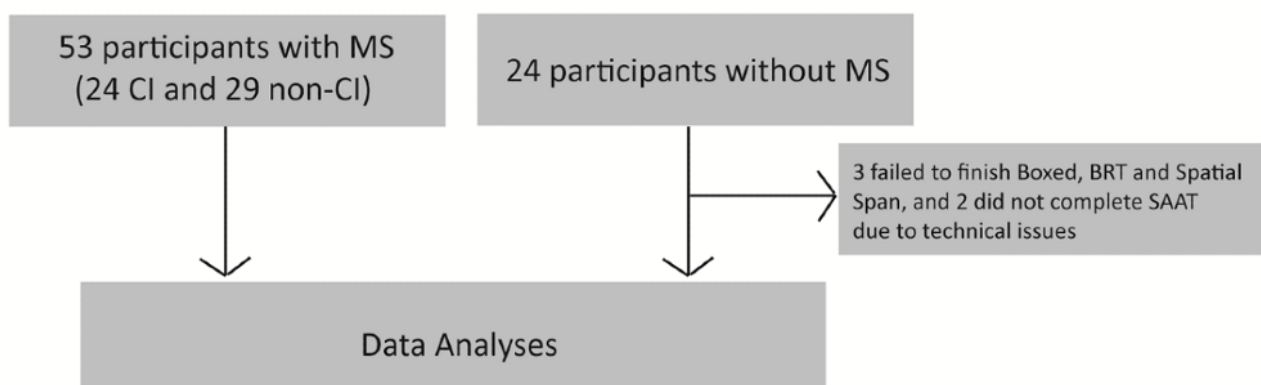 53 participants with MS
(24 CI and 29 non-CI)
24 participants without MS
3 failed to finish Boxed, BRT and Spatial
Span, and 2 did not complete SAAT
due to technical issues
Data Analyses